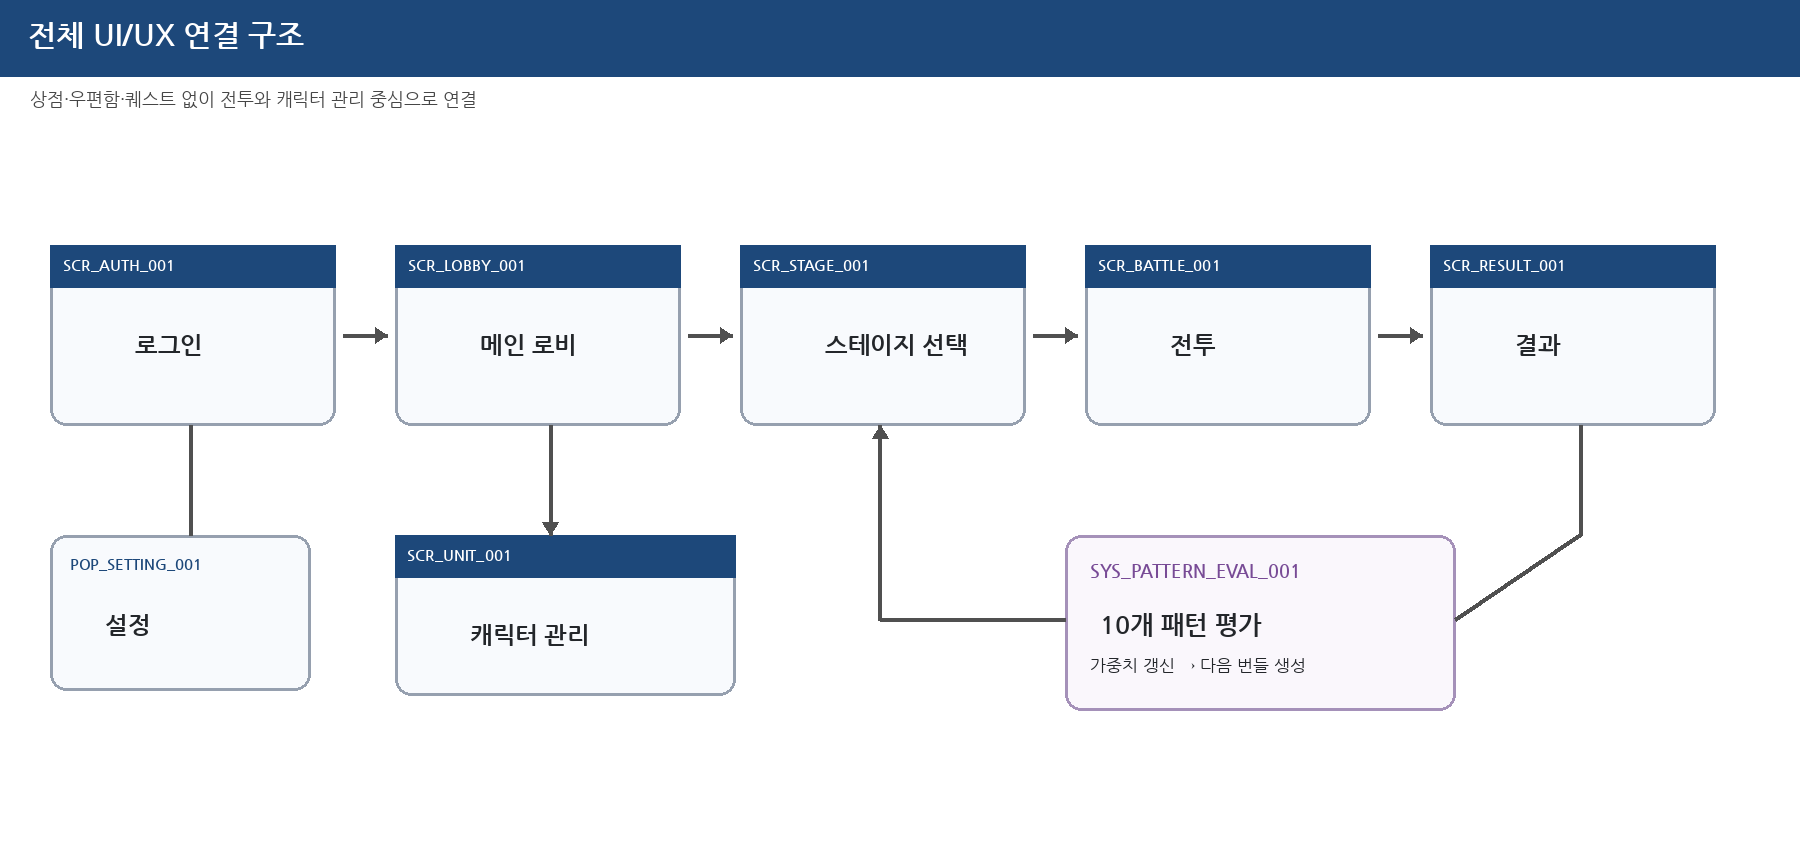 전체 UI/UX 연결 구조
상점·우편함·퀘스트 없이 전투와 캐릭터 관리 중심으로 연결
SCR_AUTH_001
로그인
SCR_LOBBY_001
메인 로비
SCR_STAGE_001
스테이지 선택
SCR_BATTLE_001
전투
SCR_RESULT_001
결과
POP_SETTING_001
설정
SCR_UNIT_001
캐릭터 관리
SYS_PATTERN_EVAL_001
10개 패턴 평가
가중치 갱신 → 다음 번들 생성